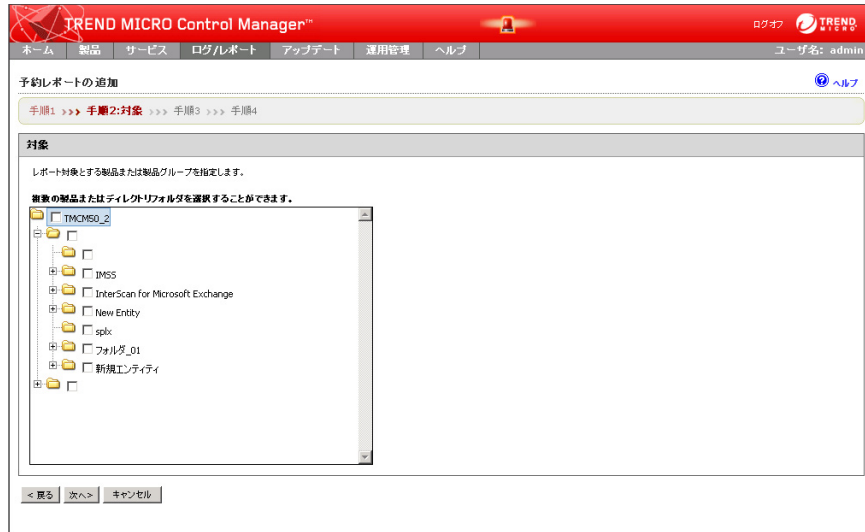 TREND MICRO Control Manager™
ログオフ
TREND MICRO
ホーム 製品 サービス ログ/レポート アップデート 運用管理 ヘルプ ユーザ名: admin
予約レポートの追加
ヘルプ
手順1 >>> 手順2:対象 >>> 手順3 >>> 手順4
対象
レポート対象とする製品または製品グループを指定します。
複数の製品またはディレクトリフォルダを選択することができます。
TMCM50_2
IMSS
InterScan for Microsoft Exchange
New Entity
splx
フォルダ_01
新規エンティティ
< 戻る 次へ> キャンセル